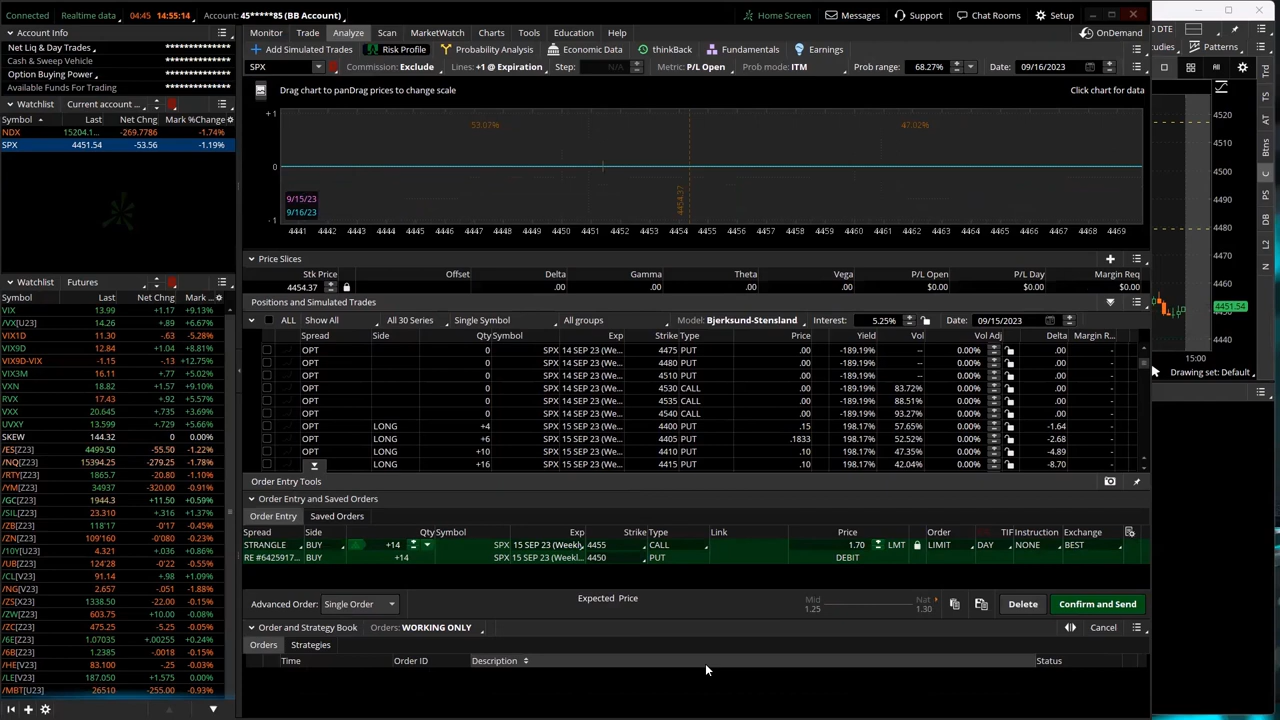 Connected Realtime data 04:45 14:55:14 Account: 45*****85 (BB Account) Home Screen Messages Support Chat Rooms Setup
Account Info
Net Liq & Day Trades ***************
Cash & Sweep Vehicle ***************
Option Buying Power ***************
Available Funds For Trading ***************
Watchlist Current account ...
Symbol Last Net Chng Mark %Change
NDX 15204.1... -269.7786 -1.74%
SPX 4451.54 -53.56 -1.19%
Watchlist Futures
Symbol Last Net Chng Mark ...
VIX 13.99 +1.17 +9.13%
/VX[U23] 14.26 +.89 +6.67%
VIX1D 11.30 -.63 -5.28%
VIX9D 12.84 +1.04 +8.81%
VIX9D-VIX -1.15 -.13 +12.75%
VIX3M 16.11 +.77 +5.02%
VXN 18.82 +1.57 +9.10%
RVX 17.43 +.92 +5.57%
VXX 20.645 +.735 +3.69%
UVXY 13.593 +.729 +5.66%
SKEW 144.32 0 0.00%
/ES[Z23] 4499.50 -55.50 -1.22%
/NQ[Z23] 15394.25 -279.25 -1.78%
/RTY[Z23] 1865.7 -20.80 -1.10%
/YM[Z23] 34937 -320.00 -0.91%
/GC[Z23] 1944.3 +11.50 +0.59%
/SIL[Z23] 23.310 +.316 +1.37%
/ZB[Z23] 118'17 -0'17 -0.45%
/ZN[Z23] 109'160 -0'080 -0.23%
/10Y[U23] 4.321 +.036 +0.86%
/UB[Z23] 124'28 -0'22 -0.55%
/CL[V23] 91.14 +.98 +1.09%
/NG[V23] 2.657 -.051 -1.88%
/ZS[X23] 1338.50 -22.00 -0.15%
/ZW[Z23] 603.75 +10.00 -0.08%
/ZC[Z23] 475.25 -5.25 -0.25%
/6E[Z23] 1.07035 +.00255 +0.24%
/6B[Z23] 1.2385 -.0018 -0.15%
/HE[V23] 83.100 -.25 -0.03%
/LE[V23] 187.050 +1.575 0.00%
/MBT[U23] 26510 -255.00 -0.93%
Monitor Trade Analyze Scan MarketWatch Charts Tools Education Help OnDemand
Add Simulated Trades Risk Profile Probability Analysis Economic Data thinkBack Fundamentals Earnings
SPX Commission: Exclude Lines: +1 @ Expiration Step: N/A Metric: P/L Open Prob mode: ITM Prob range: 68.27% Date: 09/16/2023
Drag chart to panDrag prices to change scale Click chart for data
+1
53.07% 47.02%
0
4454.37
9/15/23
9/16/23
-1
4441 4442 4443 4444 4445 4446 4447 4448 4449 4450 4451 4452 4453 4454 4455 4456 4457 4458 4459 4460 4461 4462 4463 4464 4465 4466 4467 4468 4469
Price Slices
Stk Price Offset Delta Gamma Theta Vega P/L Open P/L Day Margin Req
4454.37 .00 .00 .00 .00 $0.00 $0.00 $0.00
Positions and Simulated Trades
ALL Show All All 30 Series Single Symbol All groups Model: Bjerksund-Stensland Interest: 5.25% Date: 09/15/2023
Spread Side Qty Symbol Exp Strike Type Price Yield Vol Vol Adj Delta Margin R...
OPT 0 SPX 14 SEP 23 (We... 4475 PUT .00 -189.19% -- 0.00% .00 -
OPT 0 SPX 14 SEP 23 (We... 4480 PUT .00 -189.19% -- 0.00% .00 -
OPT 0 SPX 14 SEP 23 (We... 4510 PUT .00 -189.19% -- 0.00% .00 -
OPT 0 SPX 14 SEP 23 (We... 4530 CALL .00 -189.19% 83.72% 0.00% .00 -
OPT 0 SPX 14 SEP 23 (We... 4535 CALL .00 -189.19% 88.51% 0.00% .00 -
OPT 0 SPX 14 SEP 23 (We... 4540 CALL .00 -189.19% 93.27% 0.00% .00 -
OPT LONG +4 SPX 15 SEP 23 (We... 4400 PUT .15 198.17% 57.65% 0.00% -1.64 -
OPT LONG +6 SPX 15 SEP 23 (We... 4405 PUT .1833 198.17% 52.52% 0.00% -2.68 -
OPT LONG +10 SPX 15 SEP 23 (We... 4410 PUT .10 198.17% 47.35% 0.00% -4.89 -
OPT LONG +16 SPX 15 SEP 23 (We... 4415 PUT .10 198.17% 42.04% 0.00% -8.70 -
Order Entry Tools
Order Entry and Saved Orders
Order Entry Saved Orders
Spread Side Qty Symbol Exp Strike Type Link Price Order TIF Instruction Exchange
STRANGLE BUY +14 SPX 15 SEP 23 (Weekl... 4455 CALL 1.70 LMT LIMIT DAY NONE BEST
RE #6425917... BUY +14 SPX 15 SEP 23 (Weekl... 4450 PUT DEBIT
Advanced Order: Single Order Expected Price Mid 1.25 Nat 1.30 Delete Confirm and Send
Order and Strategy Book Orders: WORKING ONLY Cancel
Orders Strategies
Time Order ID Description Status
DTE
Studies Patterns
All
4520
4510
4500
4490
4480
4470
4460
4451.54
4450
4440
15:00
Drawing set: Default
Trd
TS
AT
Btns
C
PS
DB
L2
N